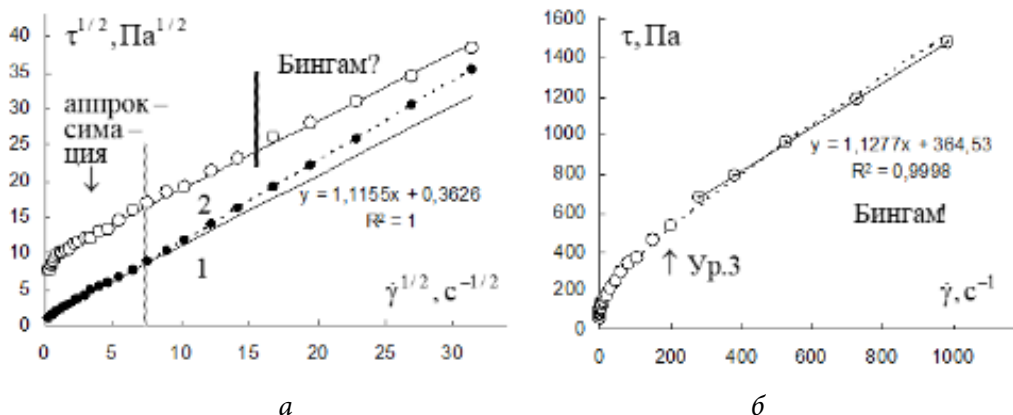 τ^{1/2}, Па^{1/2}
40
35
30
25
20
15
10
5
0
Бингам?
аппрок –
сима –
ция
2
1
y = 1,1155x + 0,3626
R² = 1
γ̇^{1/2}, с^{−1/2}
0 5 10 15 20 25 30
а
τ, Па
1600
1400
1200
1000
800
600
400
200
0
y = 1,1277x + 364,53
R² = 0,9998
Бингам!
↑ Ур.3
γ̇, с^{−1}
0 200 400 600 800 1000
б